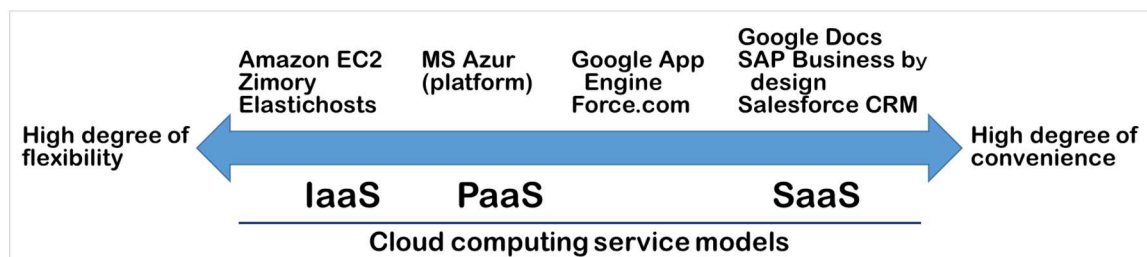 Amazon EC2
Zimory
Elastichosts
MS Azur
(platform)
Google App
Engine
Force.com
Google Docs
SAP Business by
design
Salesforce CRM
High degree of
flexibility
High degree of
convenience
IaaS
PaaS
SaaS
Cloud computing service models